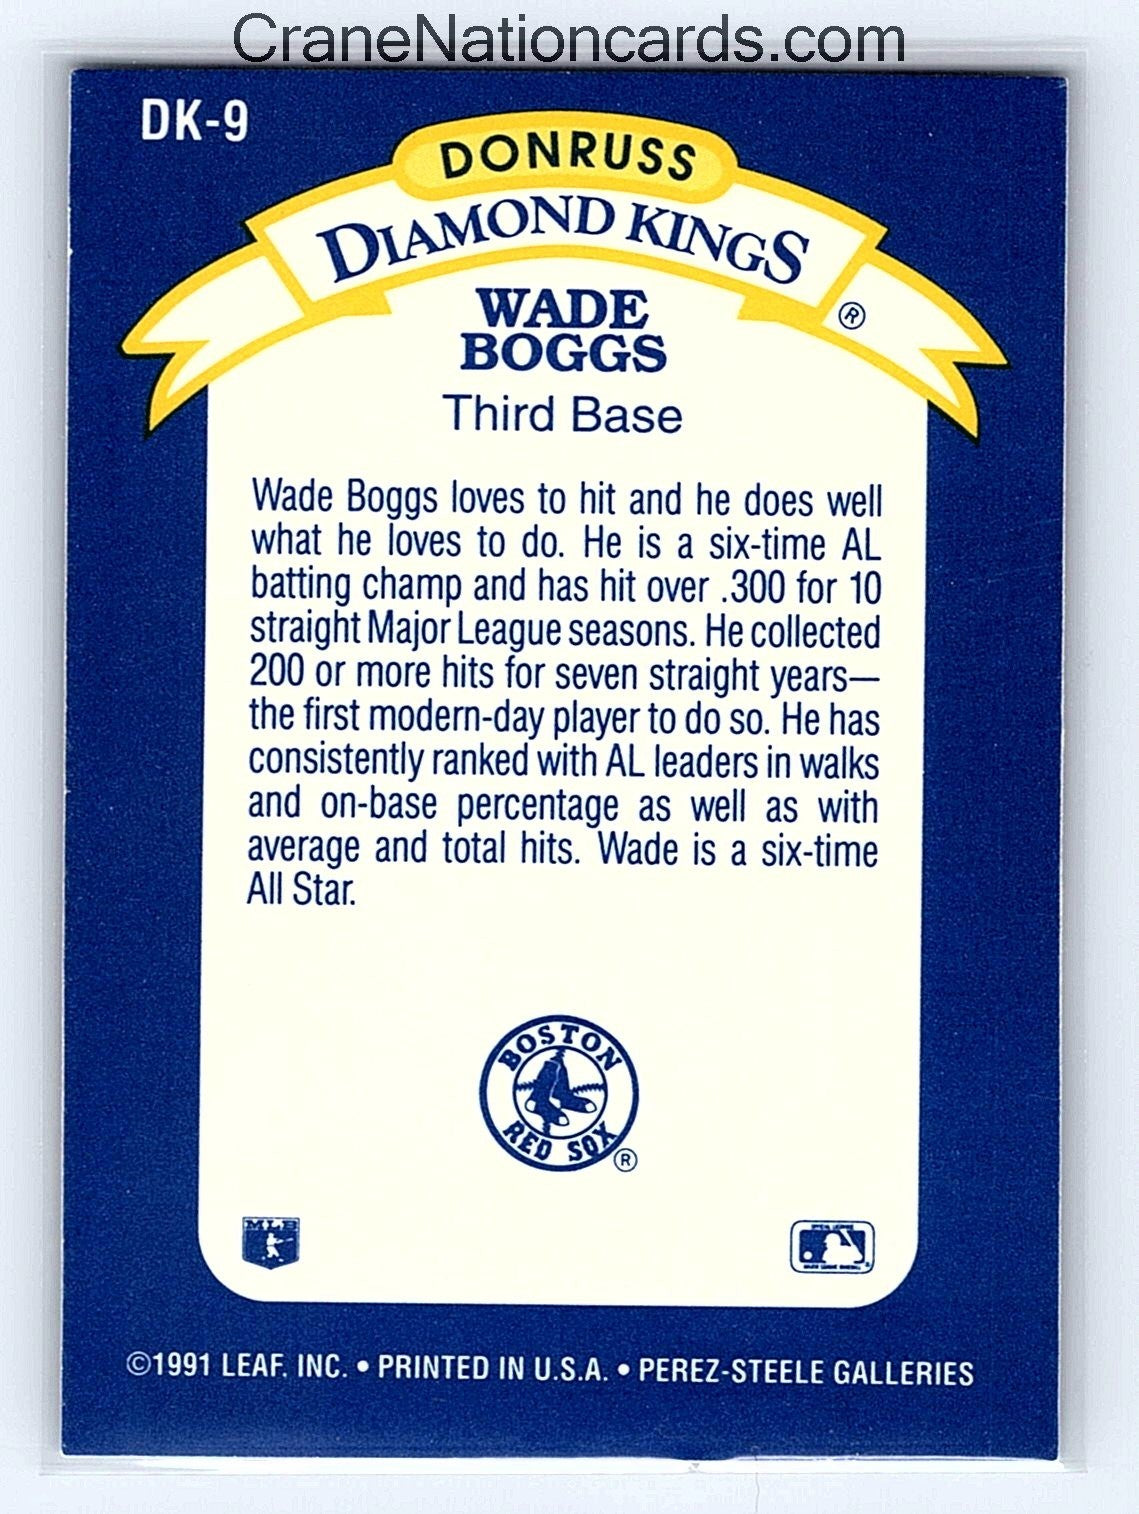 CraneNationcards.com
DK-9
DONRUSS
DIAMOND KINGS
®
WADE
BOGGS
Third Base
Wade Boggs loves to hit and he does well
what he loves to do. He is a six-time AL
batting champ and has hit over .300 for 10
straight Major League seasons. He collected
200 or more hits for seven straight years—
the first modern-day player to do so. He has
consistently ranked with AL leaders in walks
and on-base percentage as well as with
average and total hits. Wade is a six-time
All Star.
BOSTON
RED SOX
®
MLB
©1991 LEAF, INC. • PRINTED IN U.S.A. • PEREZ-STEELE GALLERIES